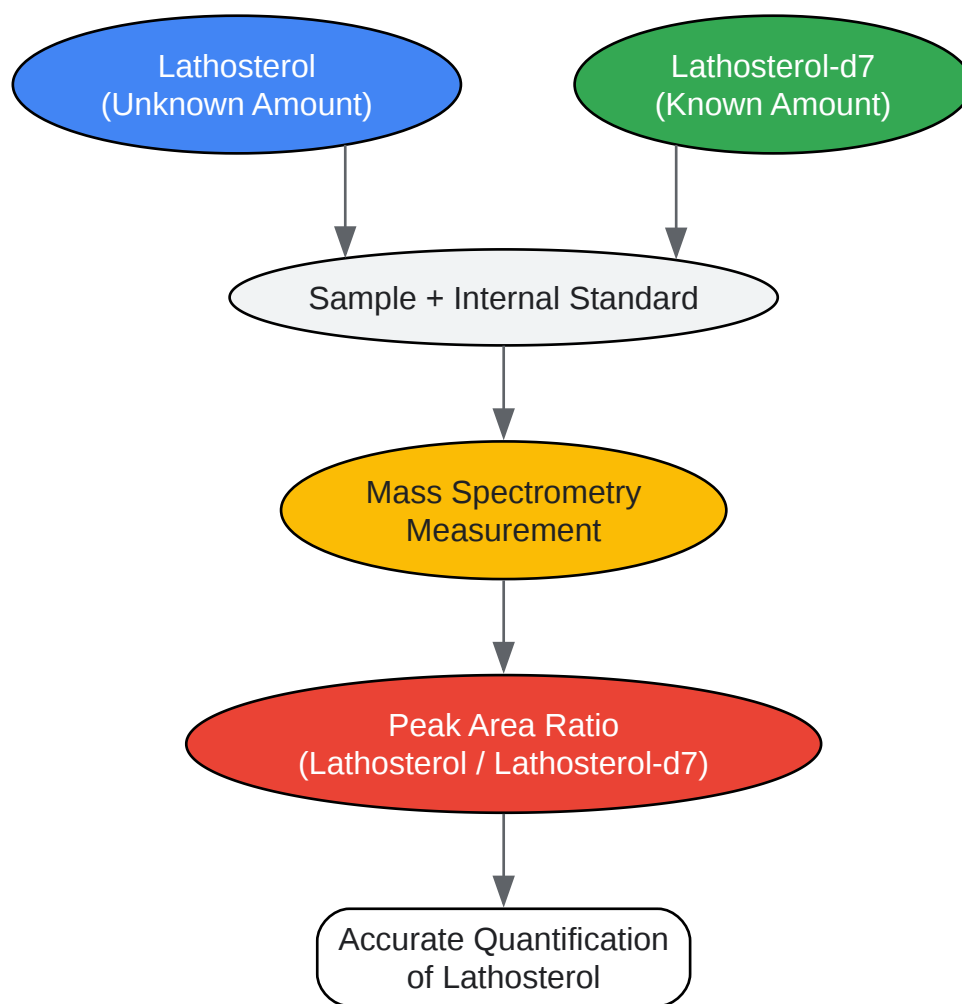 Lathosterol
(Unknown Amount)
Lathosterol-d7
(Known Amount)
Sample + Internal Standard
Mass Spectrometry
Measurement
Peak Area Ratio
(Lathosterol / Lathosterol-d7)
Accurate Quantification
of Lathosterol